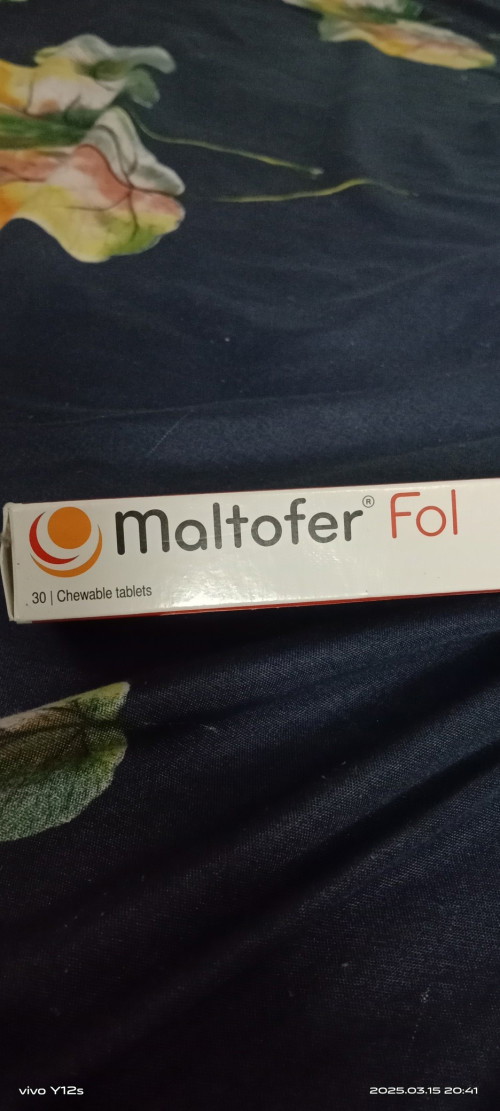 Maltofer® Fol
30 | Chewable tablets
vivo Y12s
2025.03.15 20:41